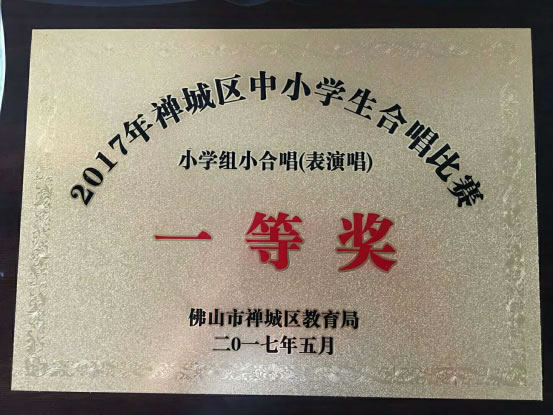 2017年禅城区中小学生合唱比赛
小学组小合唱(表演唱)
一等奖
佛山市禅城区教育局
二〇一七年五月